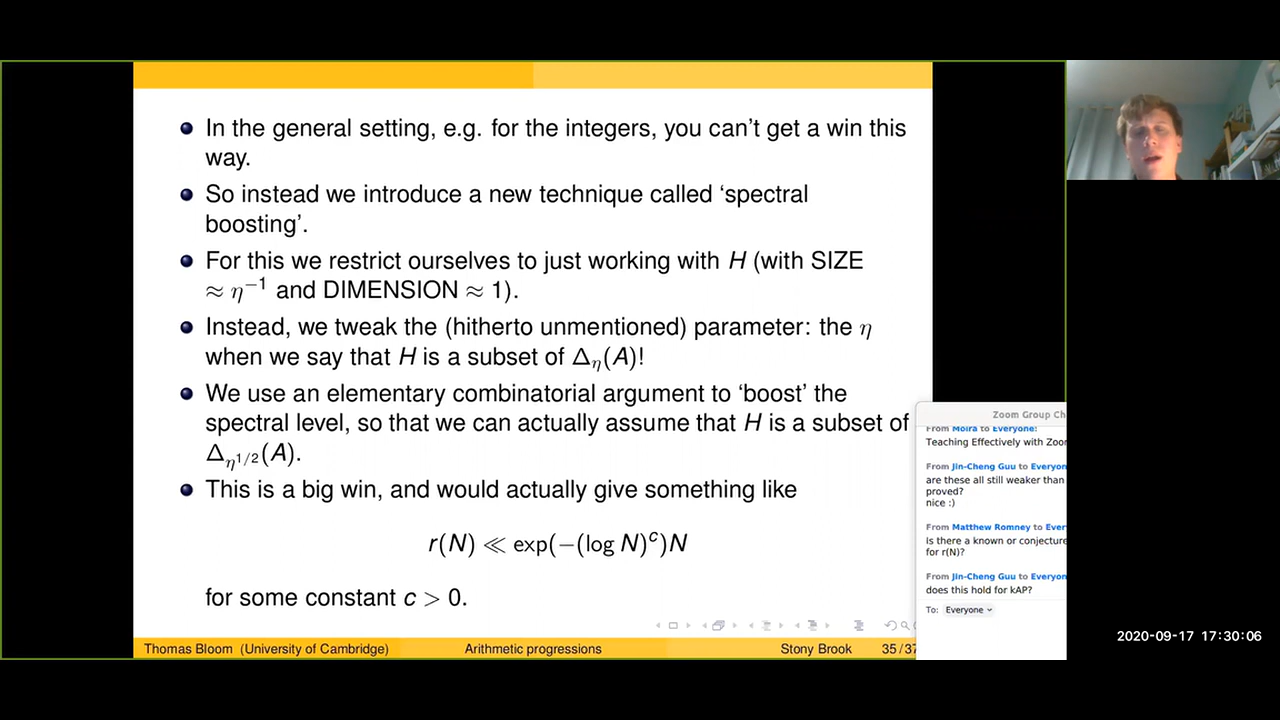 In the general setting, e.g. for the integers, you can't get a win this
way.
So instead we introduce a new technique called 'spectral
boosting'.
For this we restrict ourselves to just working with H (with SIZE
≈ η⁻¹ and DIMENSION ≈ 1).
Instead, we tweak the (hitherto unmentioned) parameter: the η
when we say that H is a subset of Δ_η(A)!
We use an elementary combinatorial argument to 'boost' the
spectral level, so that we can actually assume that H is a subset of
Δ_{η^{1/2}}(A).
This is a big win, and would actually give something like
r(N) ≪ exp(−(log N)^c)N
for some constant c > 0.
Thomas Bloom (University of Cambridge) Arithmetic progressions Stony Brook 35/37
Zoom Group Ch
From Moira to Everyone:
Teaching Effectively with Zoo
From Jin-Cheng Guu to Everyon
are these all still weaker than
proved?
nice :)
From Matthew Romney to Ever
Is there a known or conjecture
for r(N)?
From Jin-Cheng Guu to Everyon
does this hold for kAP?
To: Everyone
2020-09-17 17:30:06